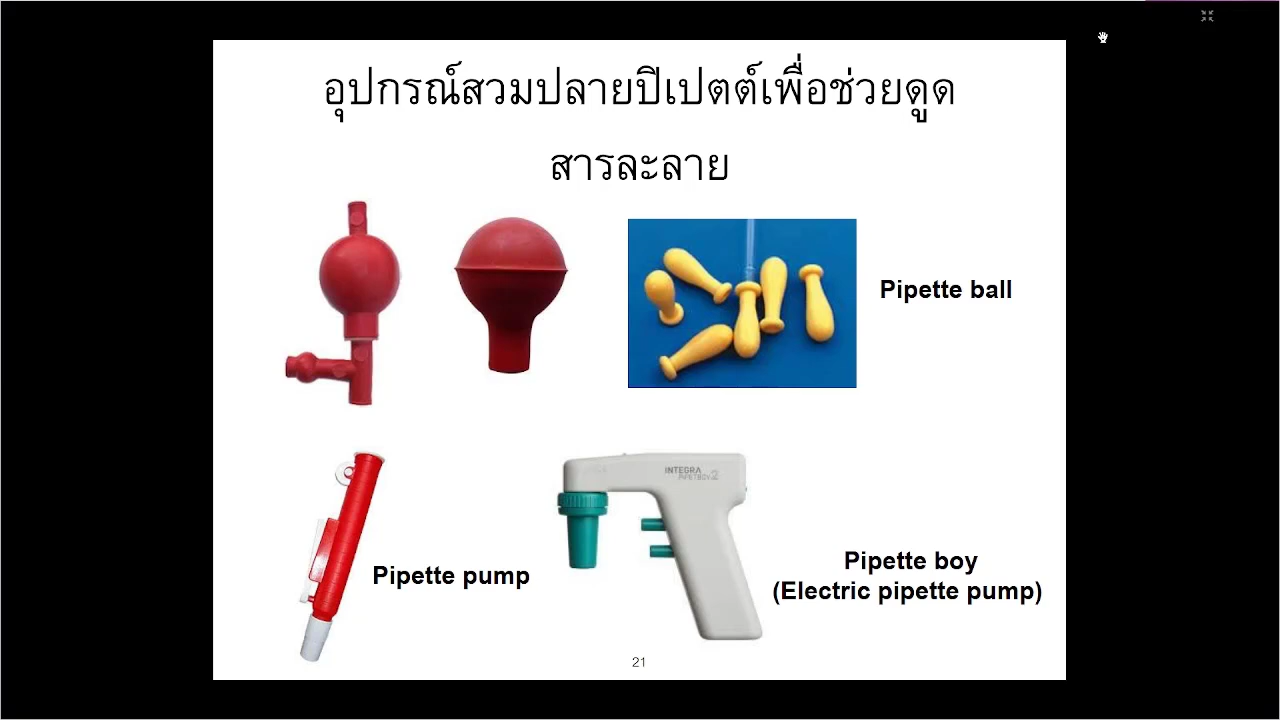 อุปกรณ์สวมปลายปีเปตต์เพื่อช่วยดูด
สารละลาย
Pipette ball
INTEGRA
PIPETBOY 2
Pipette pump
Pipette boy
(Electric pipette pump)
21